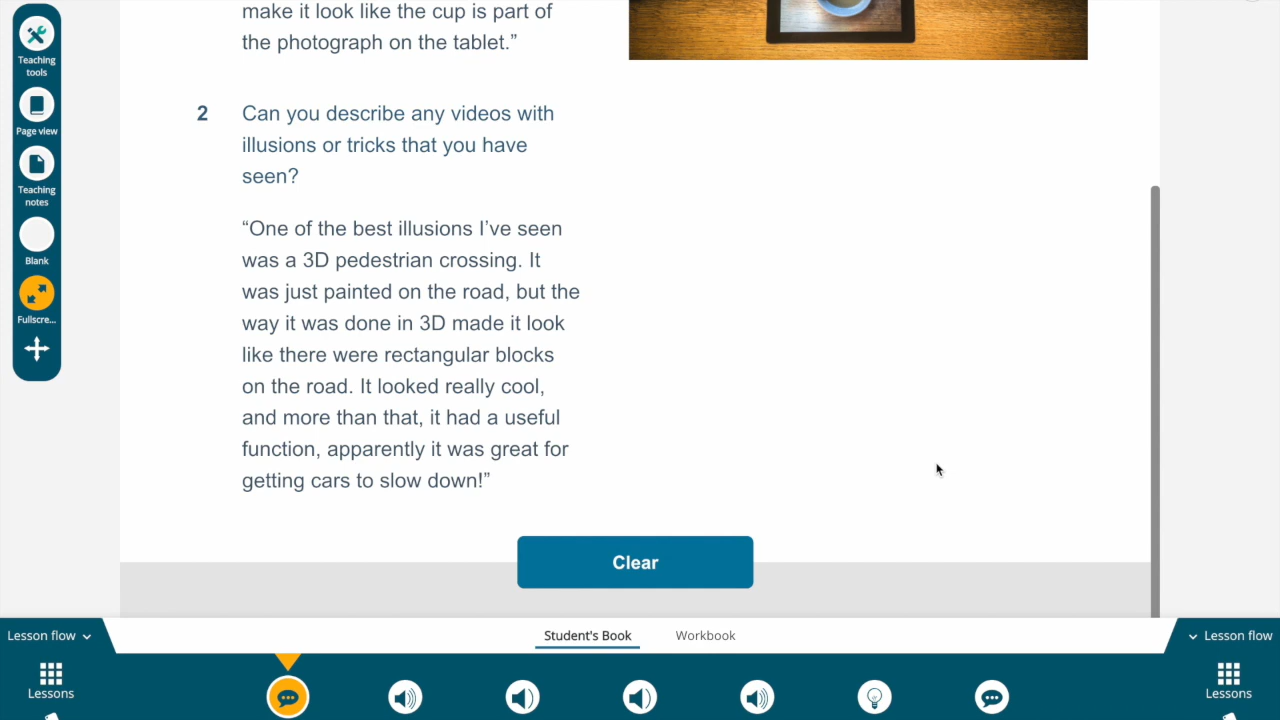 make it look like the cup is part of
the photograph on the tablet.”
2 Can you describe any videos with
illusions or tricks that you have
seen?
“One of the best illusions I’ve seen
was a 3D pedestrian crossing. It
was just painted on the road, but the
way it was done in 3D made it look
like there were rectangular blocks
on the road. It looked really cool,
and more than that, it had a useful
function, apparently it was great for
getting cars to slow down!”
Clear
Teaching
tools
Page view
Teaching
notes
Blank
Fullscre...
Lesson flow
Student's Book
Workbook
Lesson flow
Lessons
Lessons